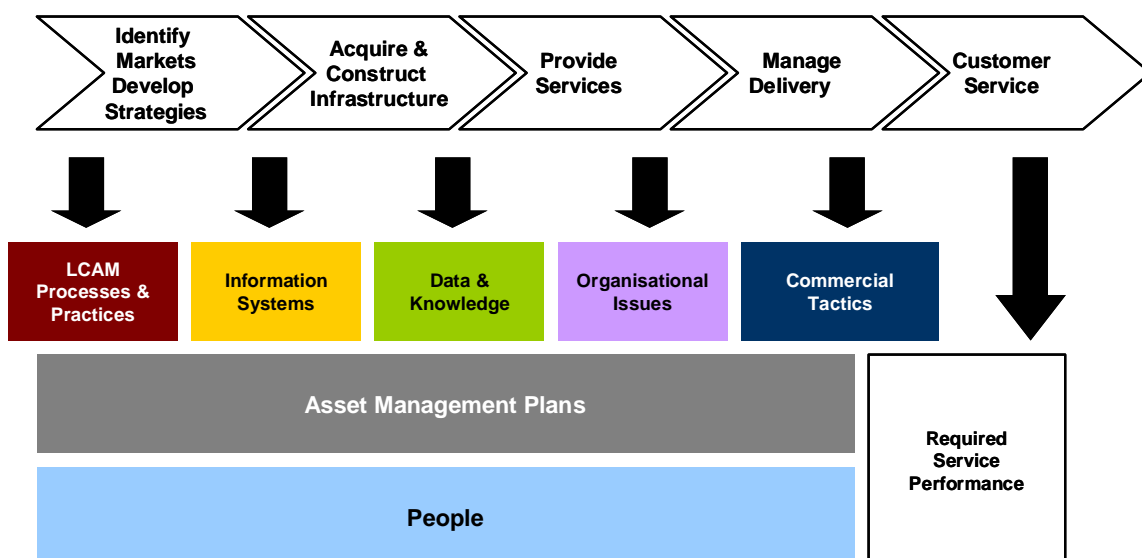 Identify
Markets
Develop
Strategies
Acquire &
Construct
Infrastructure
Provide
Services
Manage
Delivery
Customer
Service
LCAM
Processes &
Practices
Information
Systems
Data &
Knowledge
Organisational
Issues
Commercial
Tactics
Asset Management Plans
Required
Service
Performance
People